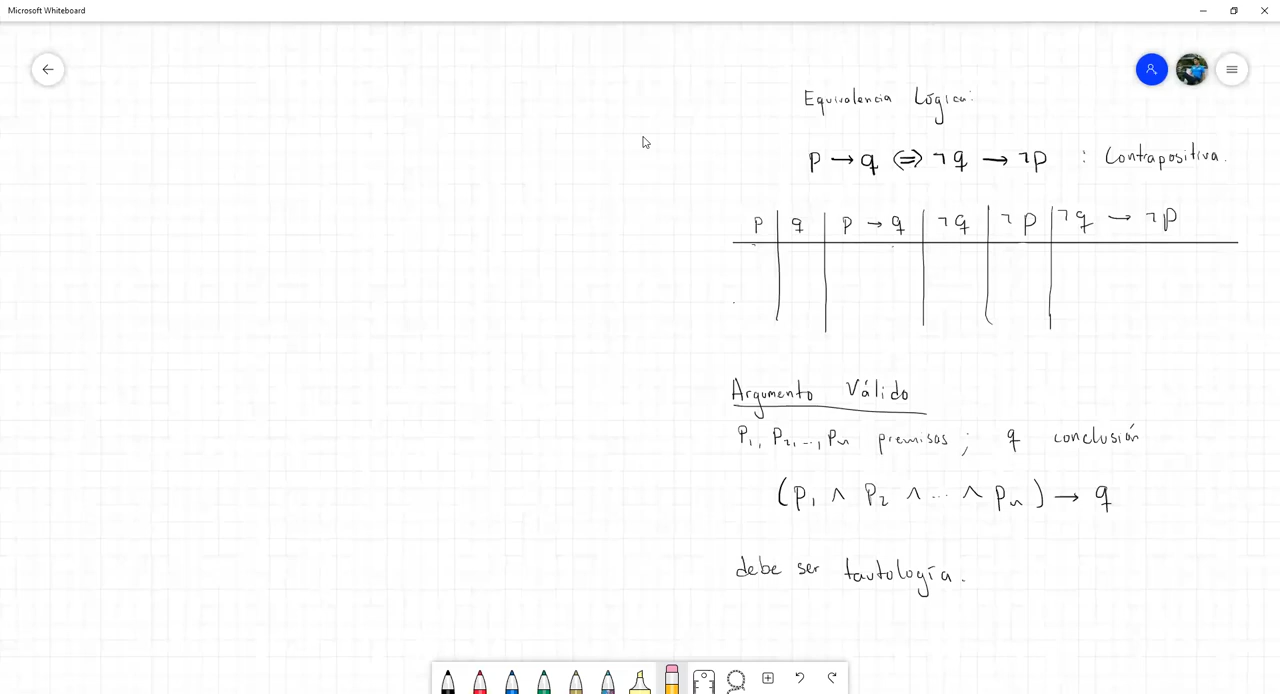 Microsoft Whiteboard
Equivalencia Lógica:
p → q ⇔ ¬q → ¬p : Contrapositiva.
p | q | p → q | ¬q | ¬p | ¬q → ¬p
Argumento Válido
P₁, P₂, ..., Pₙ premisas ; q conclusión
(p₁ ∧ p₂ ∧ ... ∧ pₙ) → q
debe ser tautología.